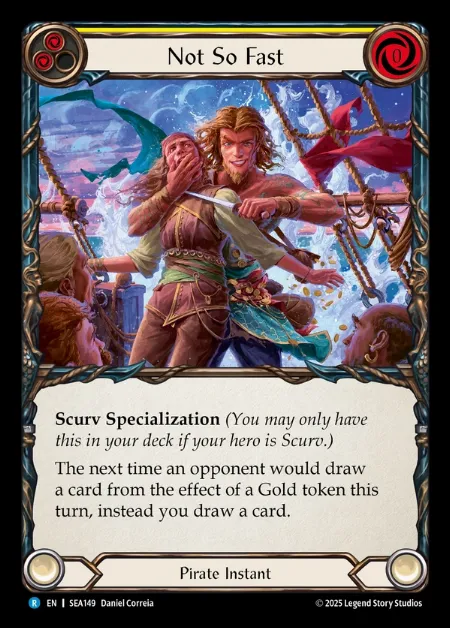 Not So Fast
0
Scurv Specialization (You may only have
this in your deck if your hero is Scurv.)
The next time an opponent would draw
a card from the effect of a Gold token this
turn, instead you draw a card.
Pirate Instant
R EN | SEA149 Daniel Correia
© 2025 Legend Story Studios